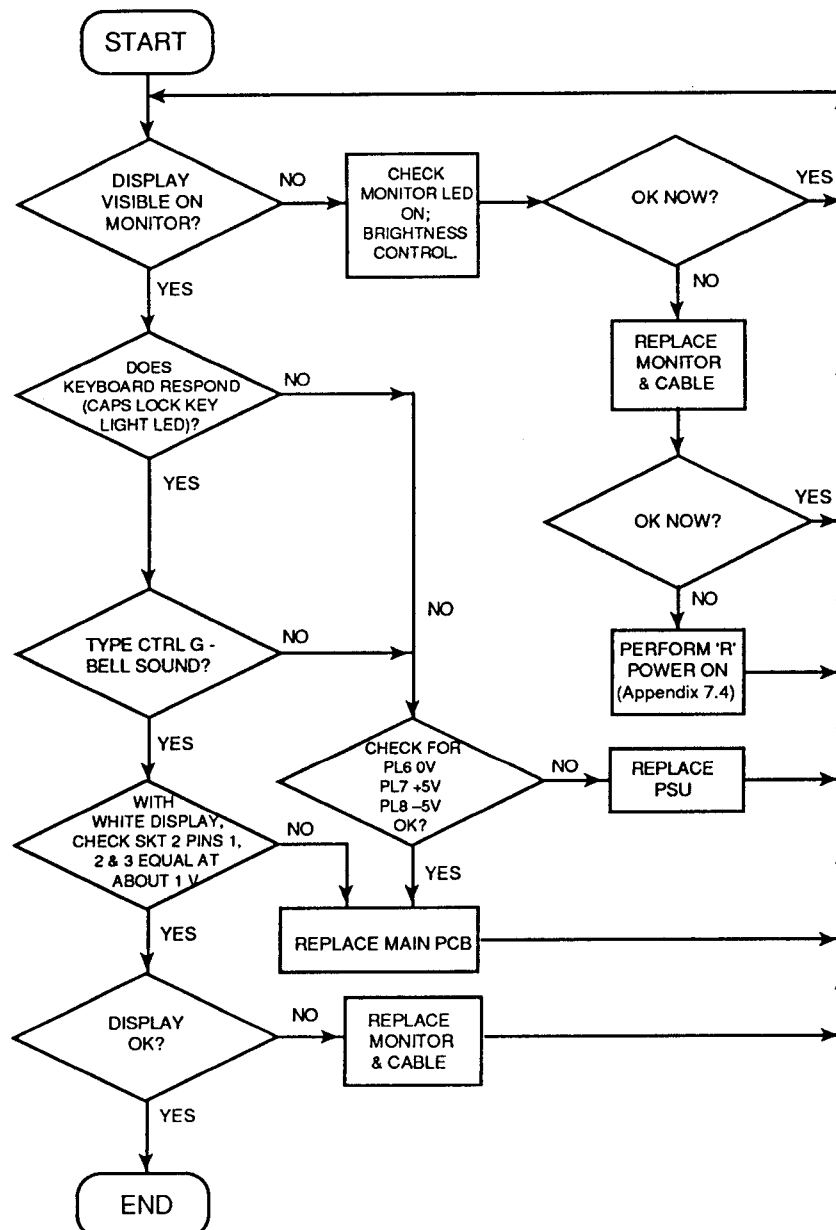 START
DISPLAY
VISIBLE ON
MONITOR?
NO
CHECK
MONITOR LED
ON;
BRIGHTNESS
CONTROL.
OK NOW?
YES
YES
NO
REPLACE
MONITOR
& CABLE
DOES
KEYBOARD RESPOND
(CAPS LOCK KEY
LIGHT LED)?
NO
YES
OK NOW?
YES
NO
NO
TYPE CTRL G -
BELL SOUND?
NO
PERFORM 'R'
POWER ON
(Appendix 7.4)
YES
CHECK FOR
PL6 0V
PL7 +5V
PL8 –5V
OK?
NO
REPLACE
PSU
YES
WITH
WHITE DISPLAY,
CHECK SKT 2 PINS 1,
2 & 3 EQUAL AT
ABOUT 1 V
NO
YES
REPLACE MAIN PCB
DISPLAY
OK?
NO
REPLACE
MONITOR
& CABLE
YES
END